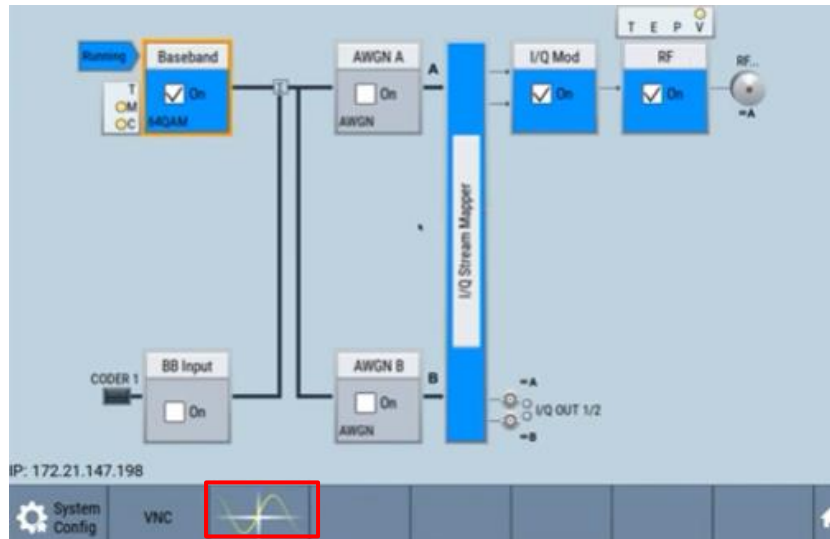 T E P V
Running
Baseband
On
T
M
C
64QAM
AWGN A
On
AWGN
A
I/Q Mod
On
RF
On
RF...
=A
I/Q Stream Mapper
CODER 1
BB Input
On
AWGN B
On
AWGN
B
=A
I/Q OUT 1/2
=B
IP: 172.21.147.198
System
Config
VNC